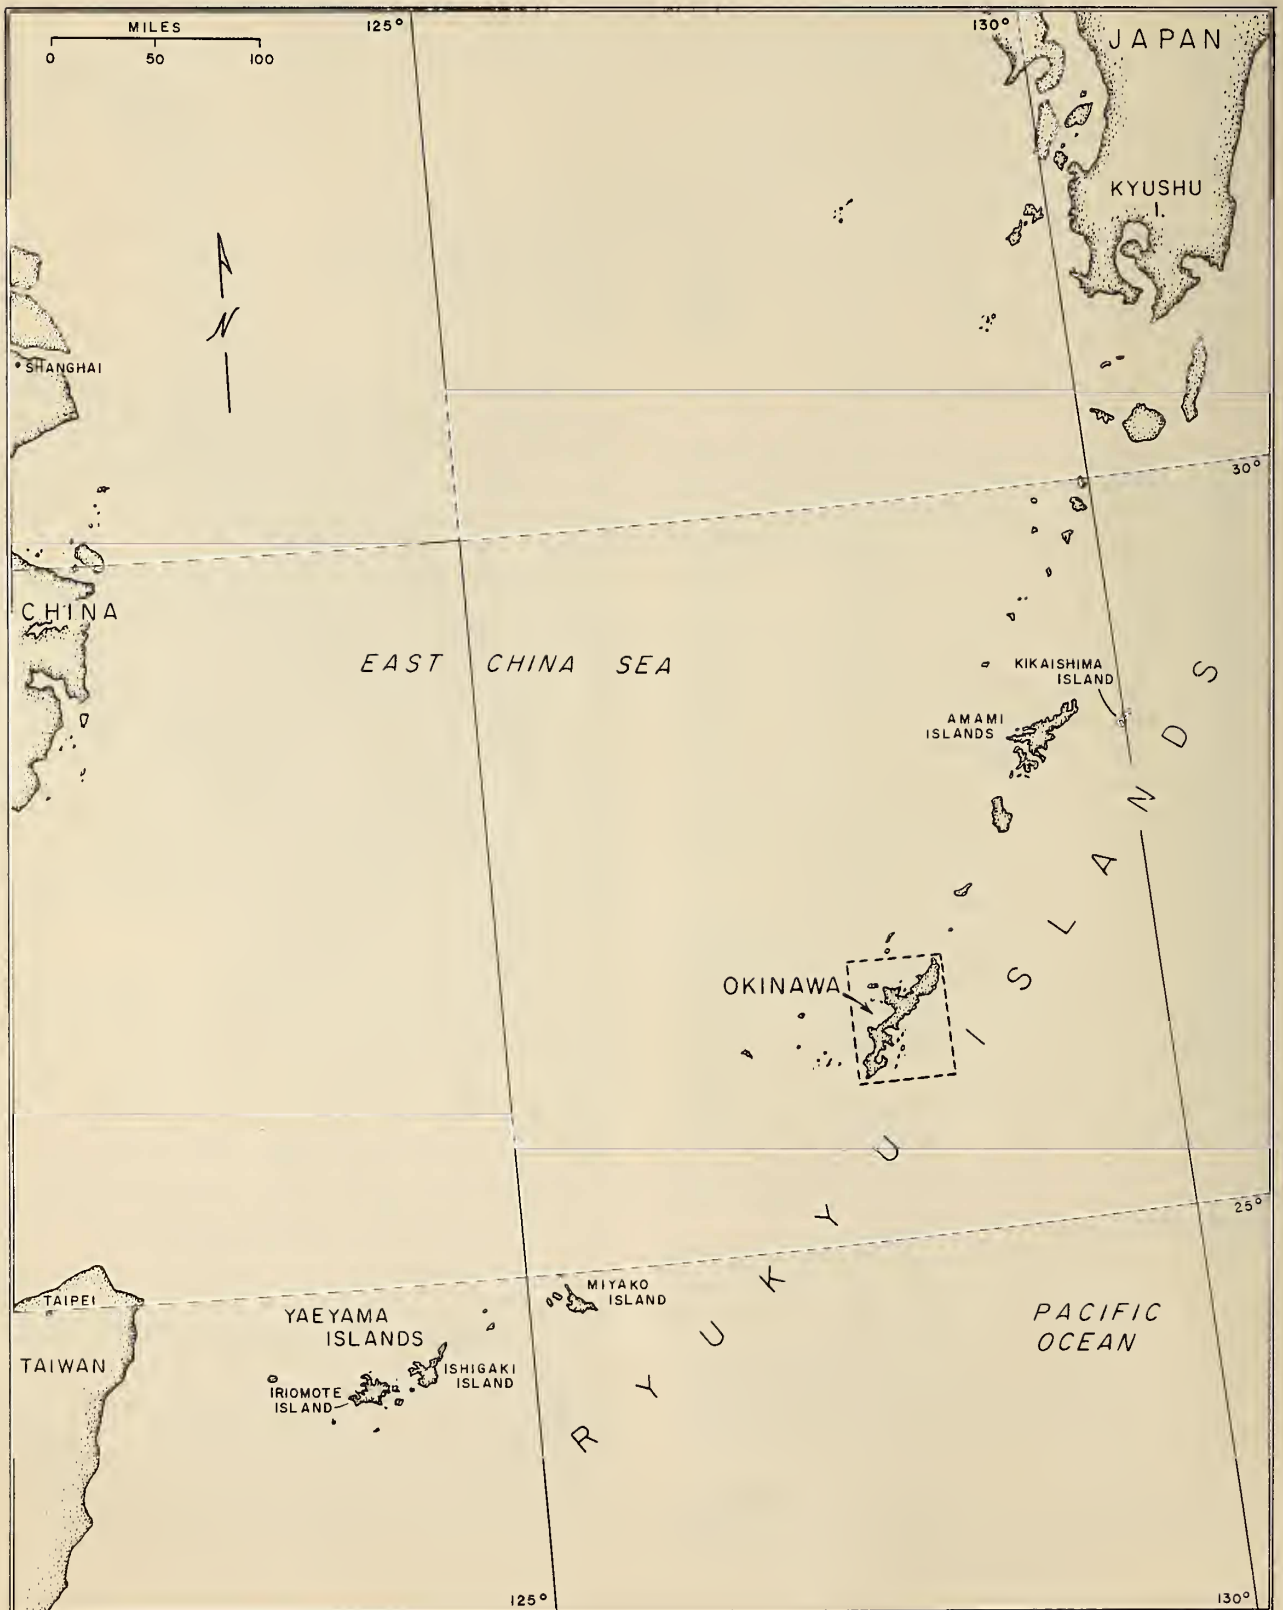 MILES
0 50 100
125°
130°
JAPAN
KYUSHU
I.
N
SHANGHAI
30°
CHINA
EAST CHINA SEA
KIKAISHIMA
ISLAND
AMAMI
ISLANDS
OKINAWA
RYUKYU ISLANDS
25°
MIYAKO
ISLAND
TAIPEI
YAEYAMA
ISLANDS
PACIFIC
OCEAN
TAIWAN
ISHIGAKI
ISLAND
IRIOMOTE
ISLAND
125°
130°